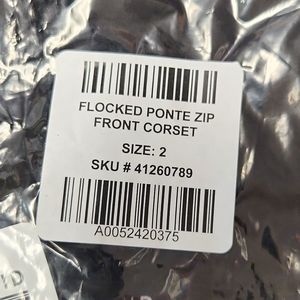 FLOCKED PONTE ZIP
FRONT CORSET
SIZE: 2
SKU # 41260789
A0052420375